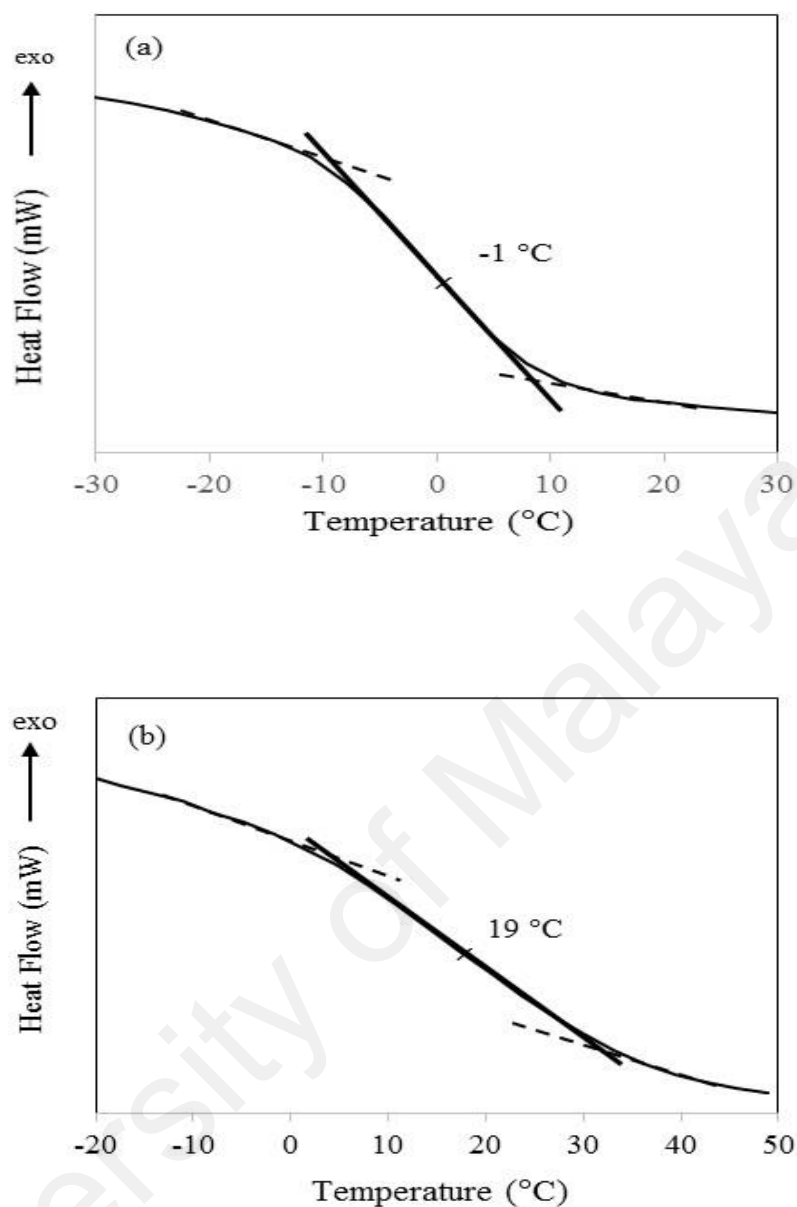 (a)
exo
Heat Flow (mW)
-1 °C
-30 -20 -10 0 10 20 30
Temperature (°C)
(b)
exo
Heat Flow (mW)
19 °C
-20 -10 0 10 20 30 40 50
Temperature (°C)
ersity of Malaya